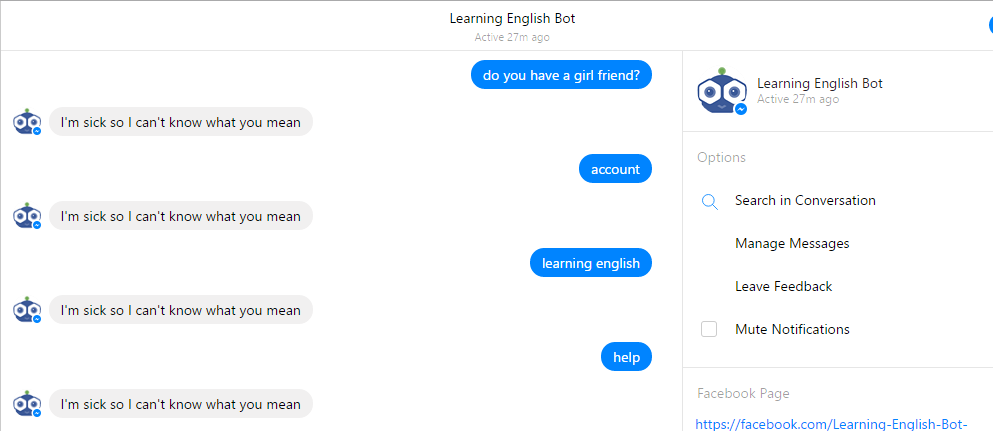 Learning English Bot
Active 27m ago
do you have a girl friend?
I'm sick so I can't know what you mean
account
I'm sick so I can't know what you mean
learning english
I'm sick so I can't know what you mean
help
I'm sick so I can't know what you mean
Learning English Bot
Active 27m ago
Options
Search in Conversation
Manage Messages
Leave Feedback
Mute Notifications
Facebook Page
https://facebook.com/Learning-English-Bot-